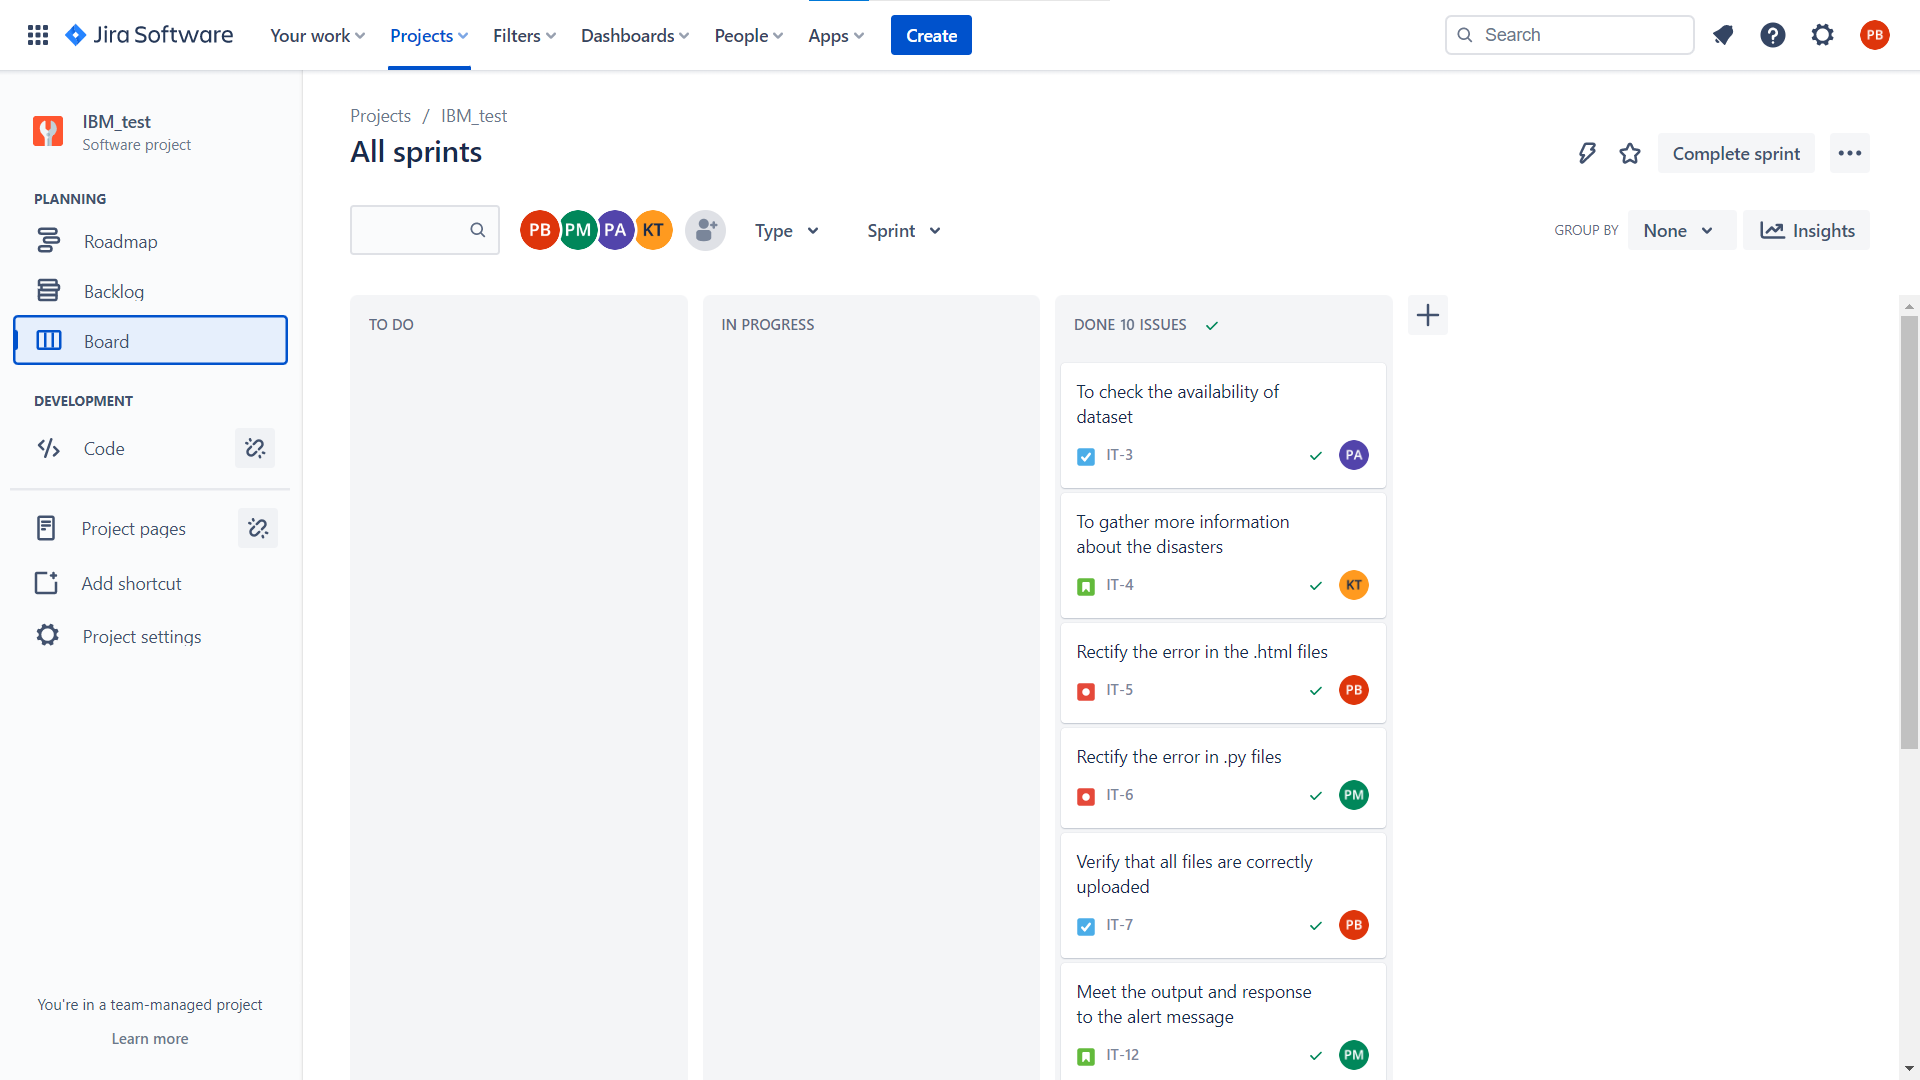 Jira Software
Your work
Projects
Filters
Dashboards
People
Apps
Create
Search
PB
IBM_test
Software project
PLANNING
Roadmap
Backlog
Board
DEVELOPMENT
Code
Project pages
Add shortcut
Project settings
You're in a team-managed project
Learn more
Projects / IBM_test
All sprints
Complete sprint
PB PM PA KT
Type
Sprint
GROUP BY
None
Insights
TO DO
IN PROGRESS
DONE 10 ISSUES
To check the availability of
dataset
IT-3
PA
To gather more information
about the disasters
IT-4
KT
Rectify the error in the .html files
IT-5
PB
Rectify the error in .py files
IT-6
PM
Verify that all files are correctly
uploaded
IT-7
PB
Meet the output and response
to the alert message
IT-12
PM